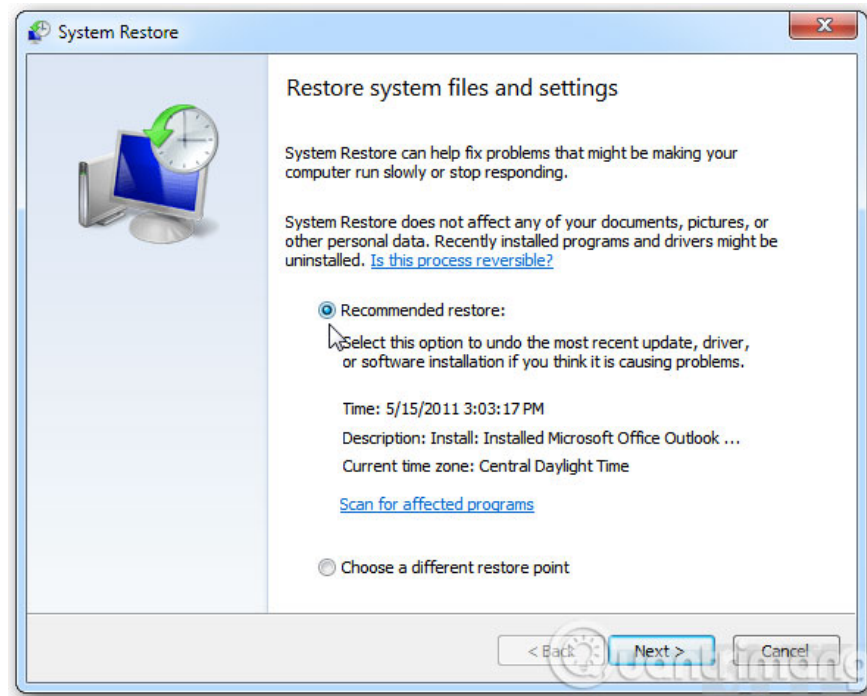 System Restore
Restore system files and settings
System Restore can help fix problems that might be making your
computer run slowly or stop responding.
System Restore does not affect any of your documents, pictures, or
other personal data. Recently installed programs and drivers might be
uninstalled. Is this process reversible?
Recommended restore:
Select this option to undo the most recent update, driver,
or software installation if you think it is causing problems.
Time: 5/15/2011 3:03:17 PM
Description: Install: Installed Microsoft Office Outlook ...
Current time zone: Central Daylight Time
Scan for affected programs
Choose a different restore point
< Back Next > Cancel
Quantrimang